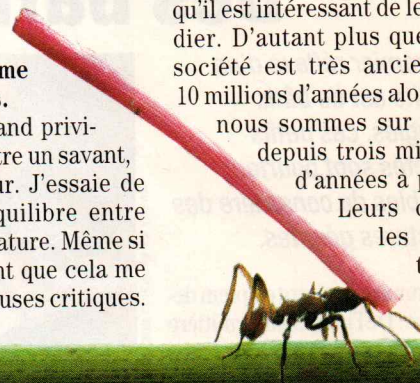 me
s.
and privi-
tre un savant,
ur. J'essaie de
quilibre entre
ature. Même si
nt que cela me
uses critiques.
qu'il est intéressant de le
dier. D'autant plus que
société est très ancie
10 millions d'années alo
nous sommes sur
depuis trois mi
d'années à
Leurs
les